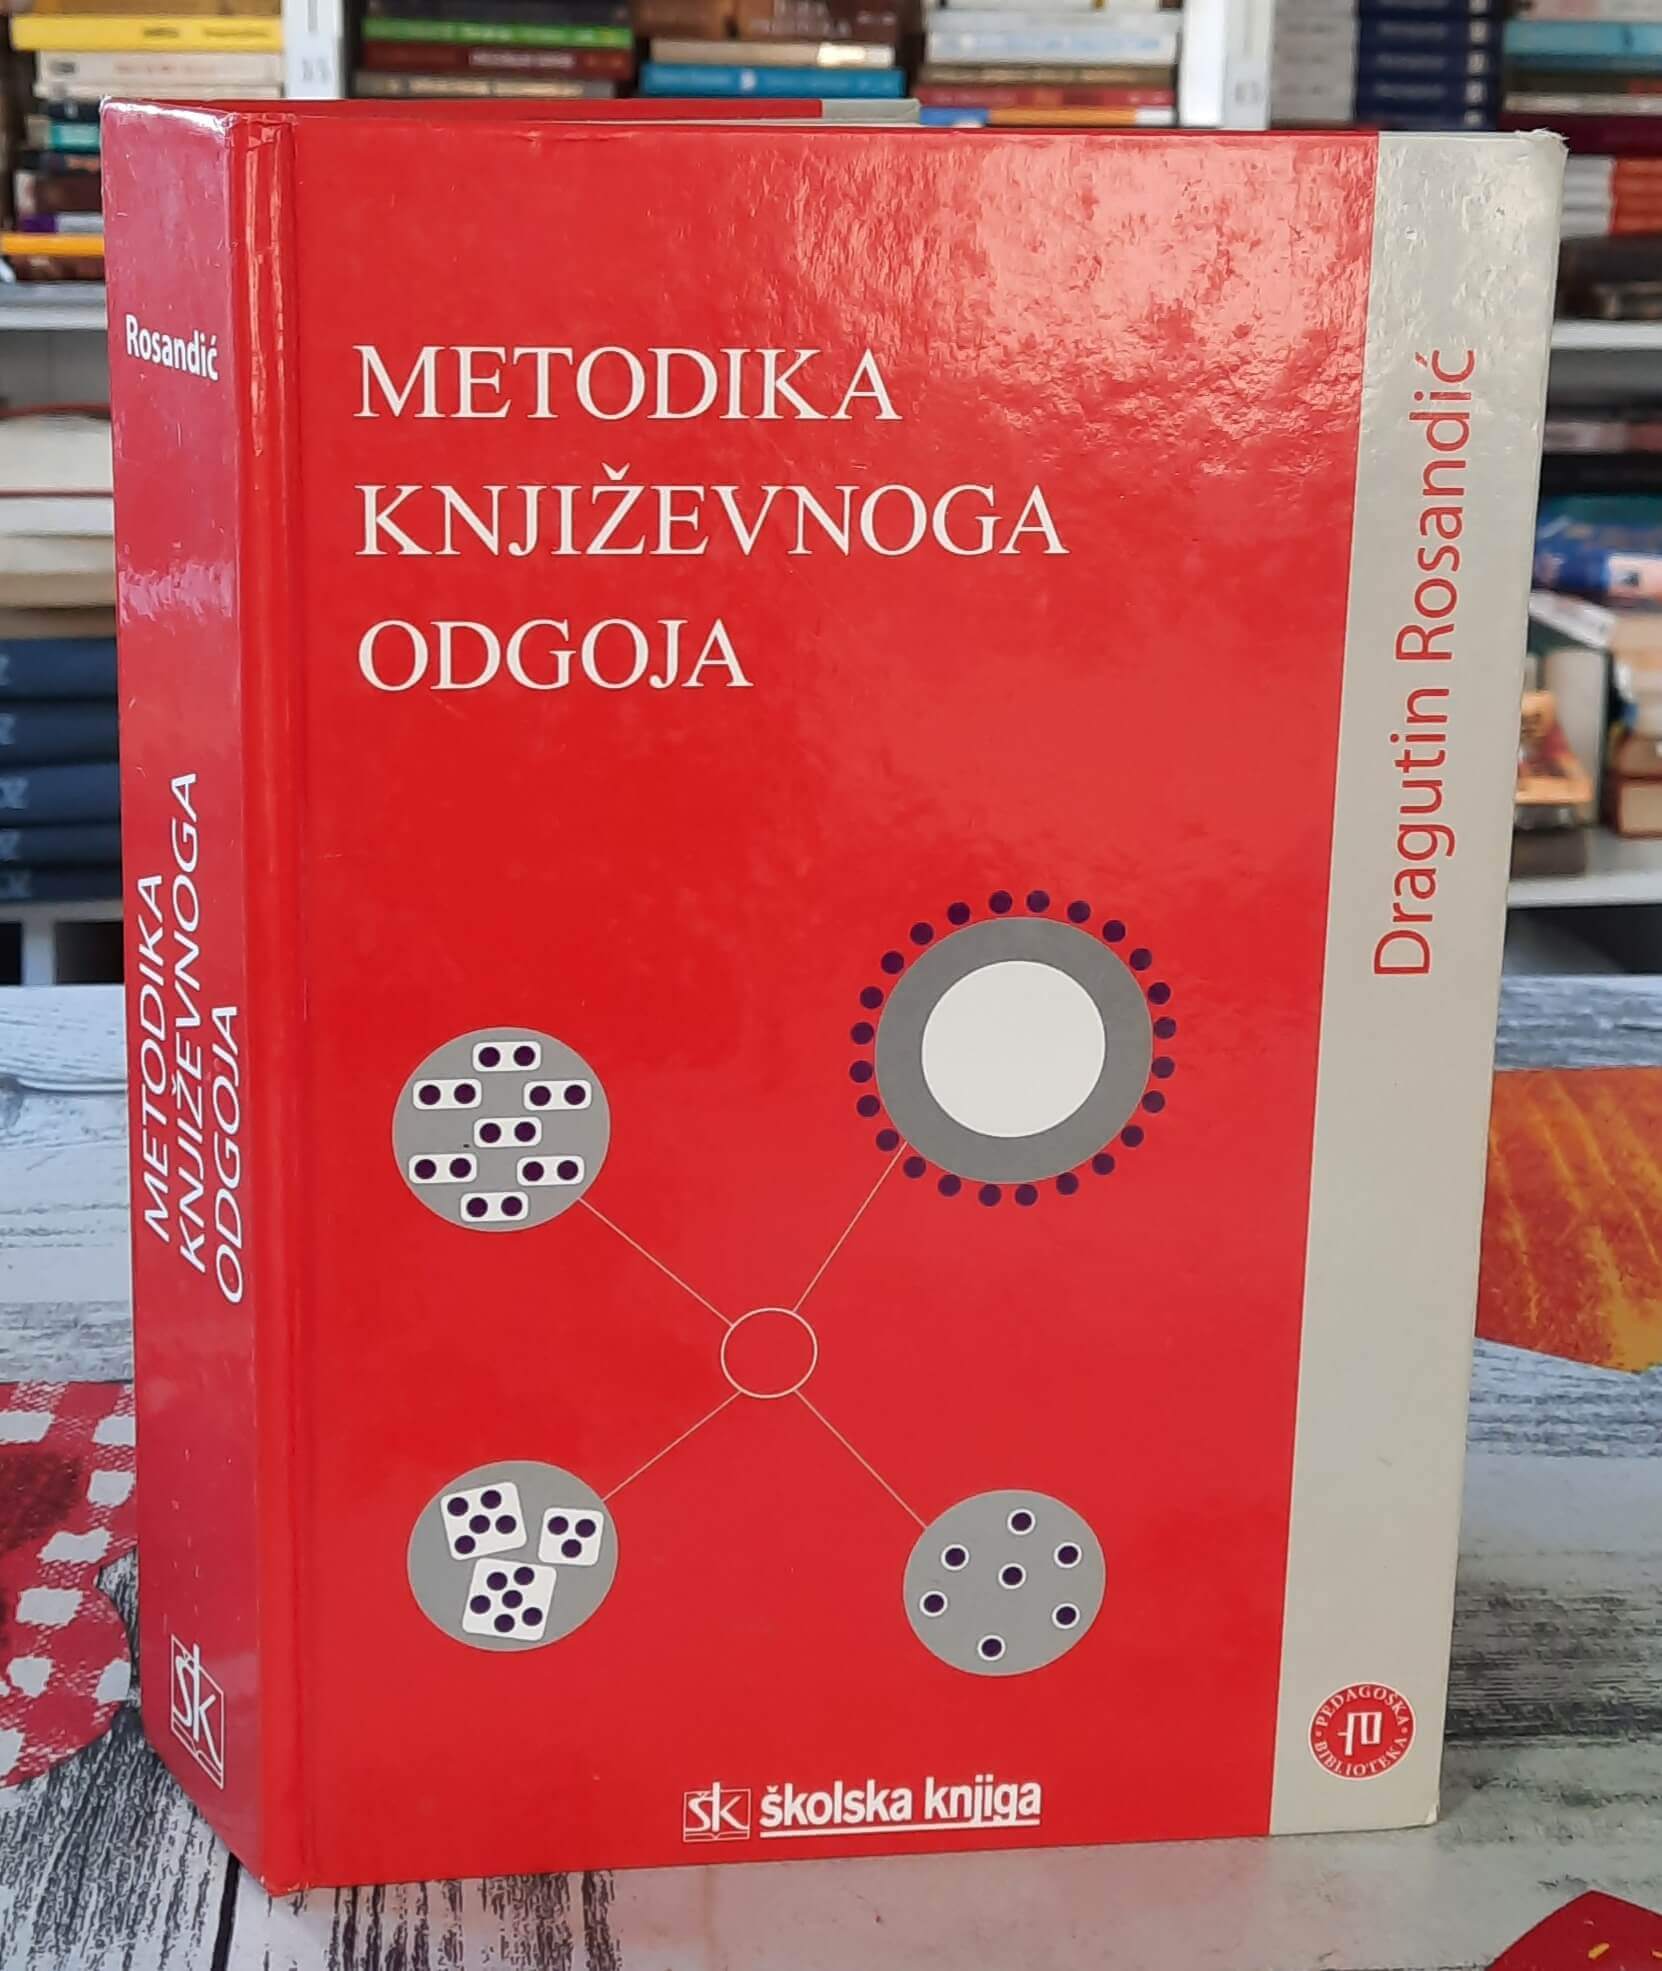 Rosandić
METODIKA
KNJIŽEVNOGA
ODGOJA
ŠK
METODIKA
KNJIŽEVNOGA
ODGOJA
Dragutin Rosandić
PEDAGOŠKA
BIBLIOTEKA
ŠK školska knjiga